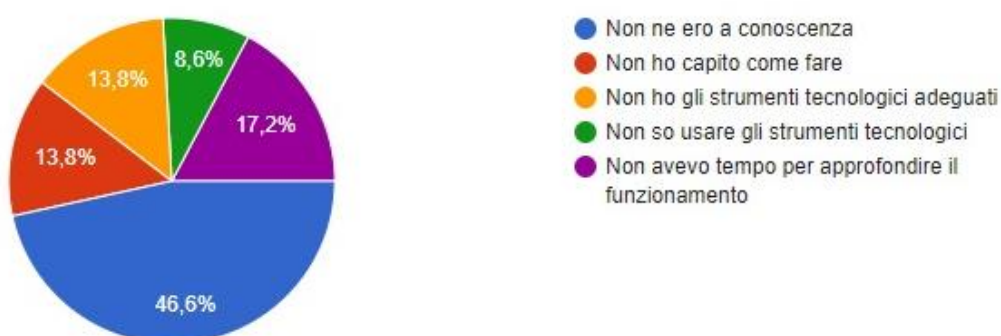 8,6%
13,8%
17,2%
13,8%
46,6%
Non ne ero a conoscenza
Non ho capito come fare
Non ho gli strumenti tecnologici adeguati
Non so usare gli strumenti tecnologici
Non avevo tempo per approfondire il
funzionamento